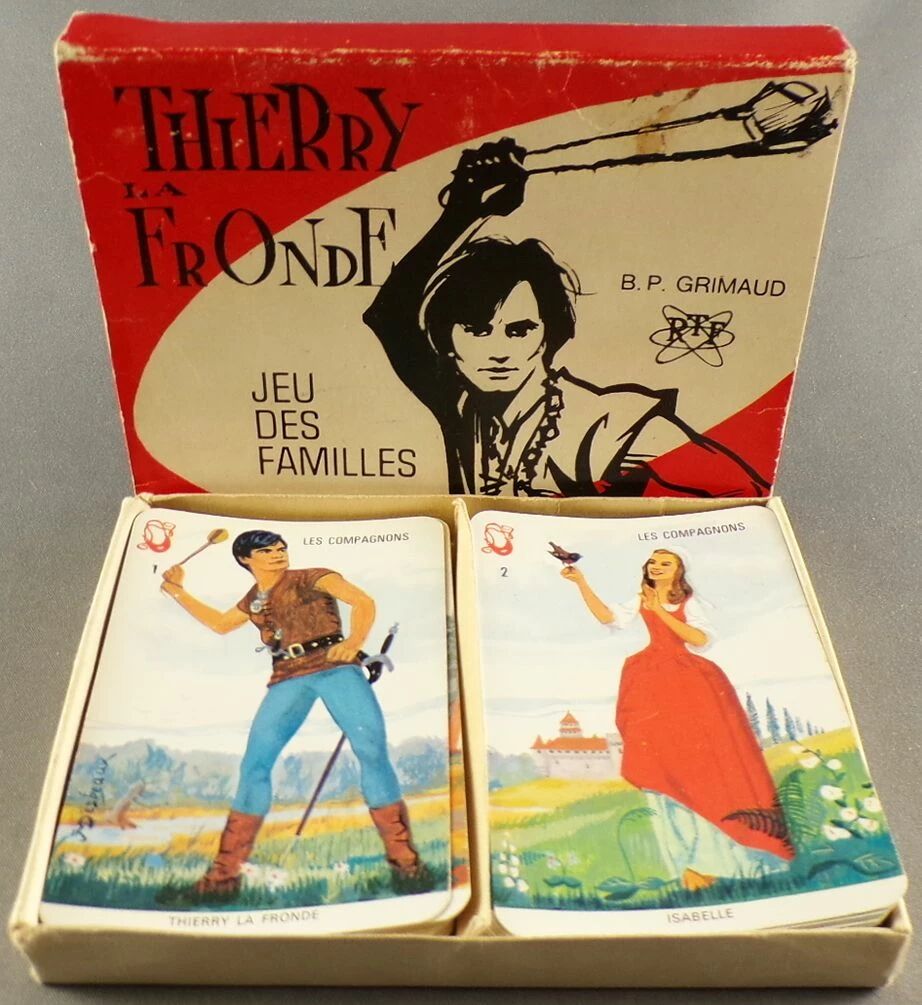 THIERRY
LA
FRONDE
B.P. GRIMAUD
RTF
JEU
DES
FAMILLES
1
LES COMPAGNONS
THIERRY LA FRONDE
2
LES COMPAGNONS
ISABELLE